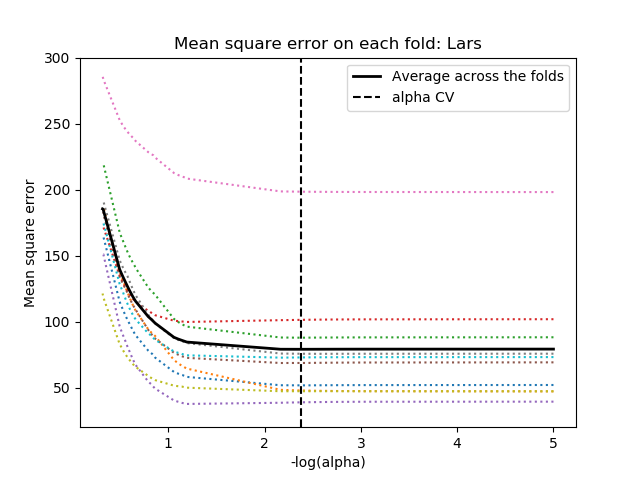 Mean square error on each fold: Lars
300
250
200
150
100
50
Mean square error
Average across the folds
alpha CV
1
2
3
4
5
-log(alpha)